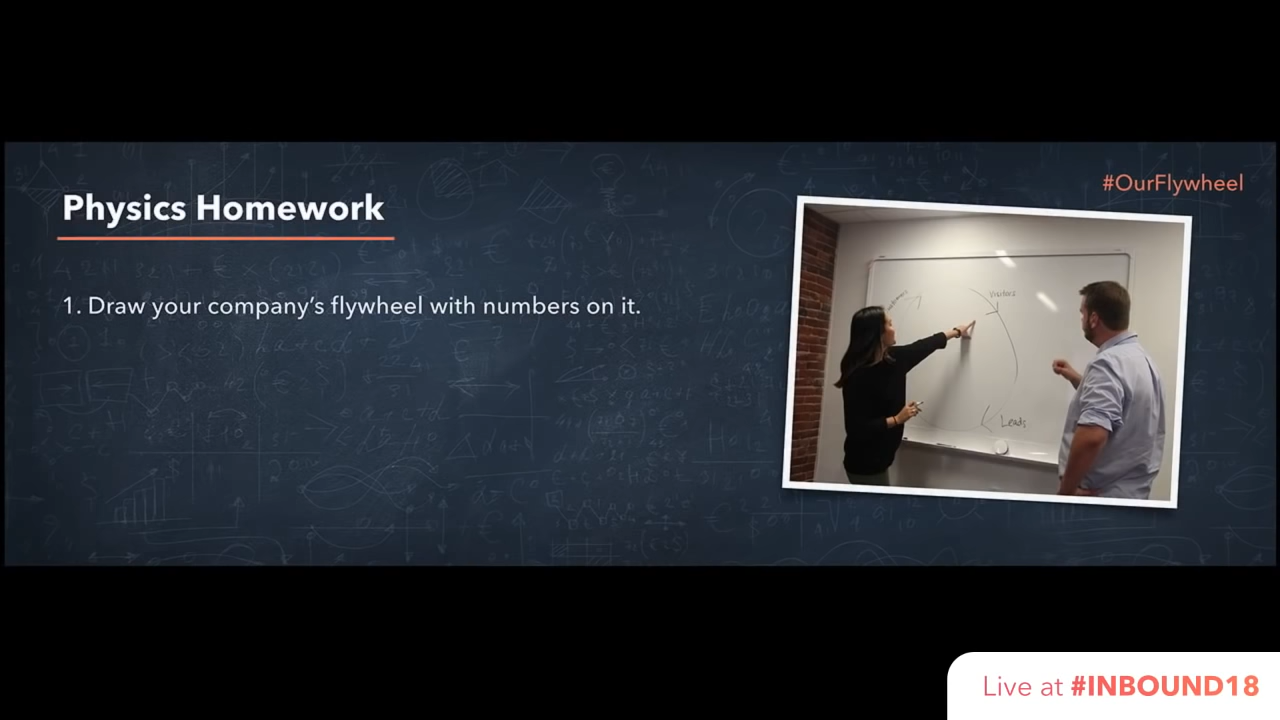 #OurFlywheel
Physics Homework
1. Draw your company's flywheel with numbers on it.
Visitors
Leads
Live at #INBOUND18